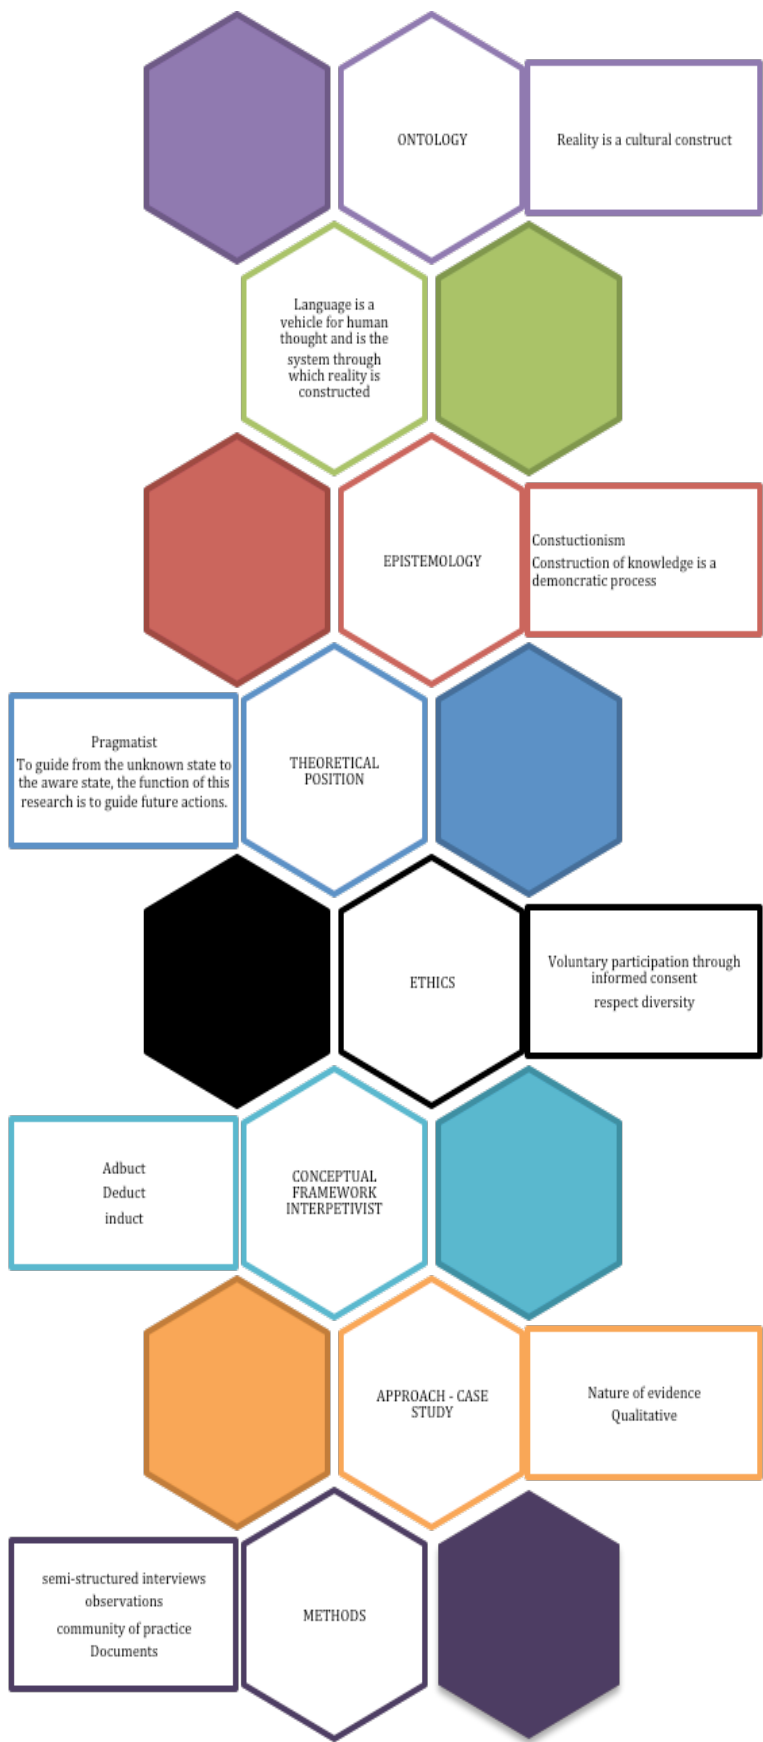 ONTOLOGY
Reality is a cultural construct
Language is a
vehicle for human
thought and is the
system through
which reality is
constructed
EPISTEMOLOGY
Constuctionism
Construction of knowledge is a
demoncratic process
Pragmatist
To guide from the unknown state to
the aware state, the function of this
research is to guide future actions.
THEORETICAL
POSITION
ETHICS
Voluntary participation through
informed consent
respect diversity
Adbuct
Deduct
induct
CONCEPTUAL
FRAMEWORK
INTERPETIVIST
APPROACH - CASE
STUDY
Nature of evidence
Qualitative
semi-structured interviews
observations
community of practice
Documents
METHODS